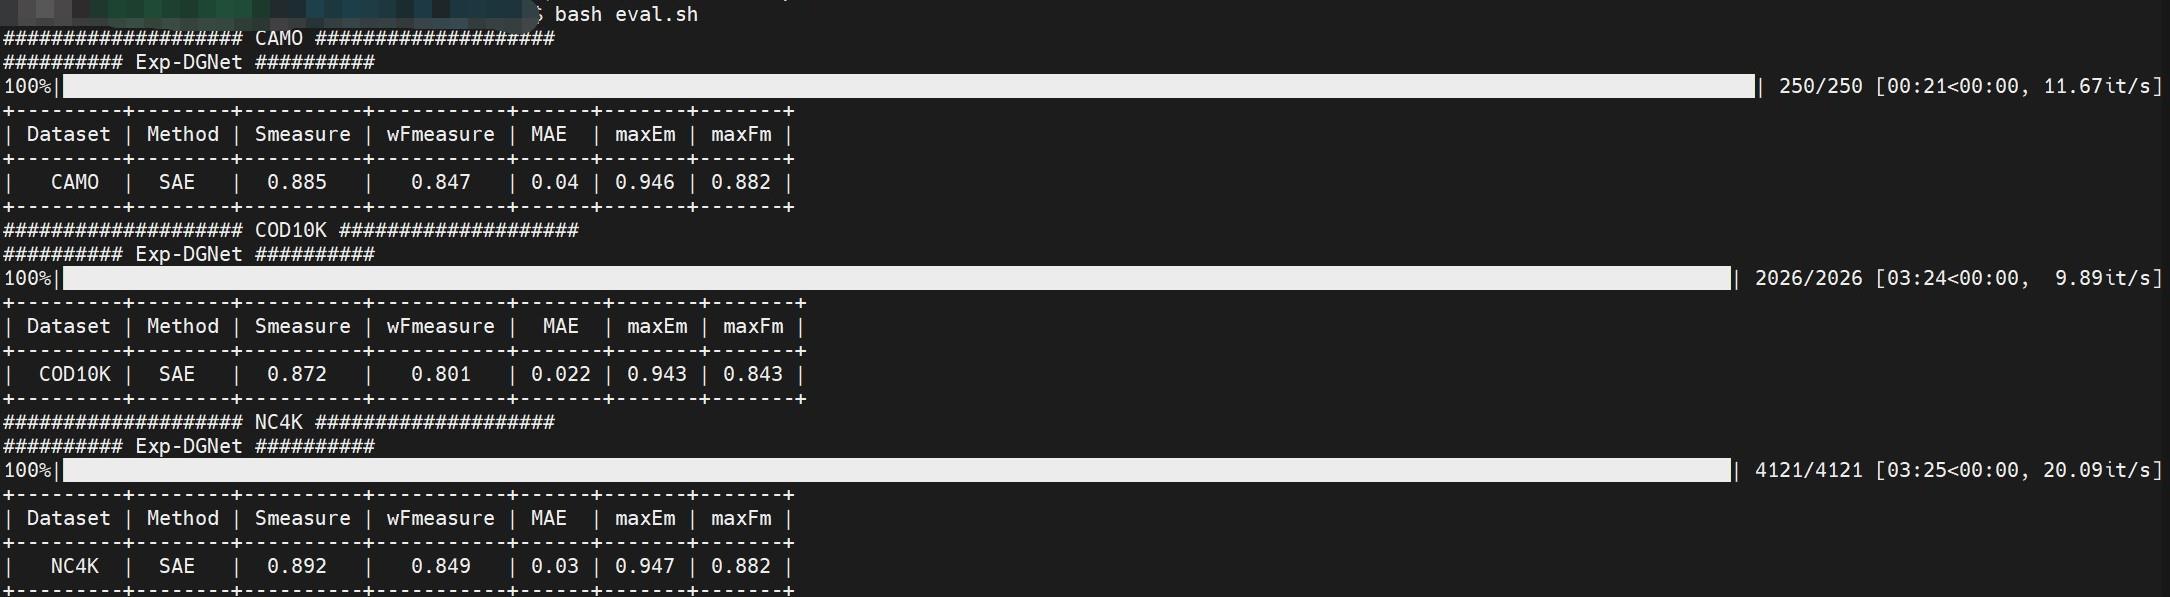 $ bash eval.sh
#################### CAMO ####################
########## Exp-DGNet ##########
100%|██████████| 250/250 [00:21<00:00, 11.67it/s]
+---------+--------+----------+-----------+------+-------+-------+
| Dataset | Method | Smeasure | wFmeasure | MAE  | maxEm | maxFm |
+---------+--------+----------+-----------+------+-------+-------+
|   CAMO  |  SAE   |  0.885   |   0.847   | 0.04 | 0.946 | 0.882 |
+---------+--------+----------+-----------+------+-------+-------+
#################### COD10K ####################
########## Exp-DGNet ##########
100%|██████████| 2026/2026 [03:24<00:00,  9.89it/s]
+---------+--------+----------+-----------+-------+-------+-------+
| Dataset | Method | Smeasure | wFmeasure |  MAE  | maxEm | maxFm |
+---------+--------+----------+-----------+-------+-------+-------+
|  COD10K |  SAE   |  0.872   |   0.801   | 0.022 | 0.943 | 0.843 |
+---------+--------+----------+-----------+-------+-------+-------+
#################### NC4K ####################
########## Exp-DGNet ##########
100%|██████████| 4121/4121 [03:25<00:00, 20.09it/s]
+---------+--------+----------+-----------+------+-------+-------+
| Dataset | Method | Smeasure | wFmeasure | MAE  | maxEm | maxFm |
+---------+--------+----------+-----------+------+-------+-------+
|   NC4K  |  SAE   |  0.892   |   0.849   | 0.03 | 0.947 | 0.882 |
+---------+--------+----------+-----------+------+-------+-------+